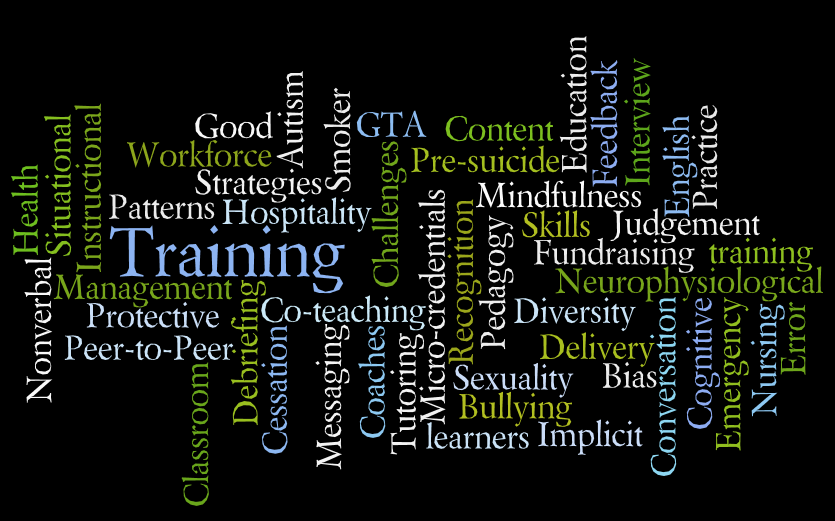 Health
Situational
Instructional
Good
Autism
Smoker
GTA
Content
Education
Feedback
Interview
English
Practice
Workforce
Strategies
Challenges
Pre-suicide
Mindfulness
Patterns
Hospitality
Micro-credentials
Recognition
Pedagogy
Skills
Judgement
Training
Fundraising
training
Nonverbal
Management
Neurophysiological
Protective
Debriefing
Co-teaching
Diversity
Conversation
Cognitive
Emergency
Nursing
Error
Peer-to-Peer
Cessation
Messaging
Coaches
Tutoring
Delivery
Sexuality
Bias
Classroom
Bullying
learners
Implicit